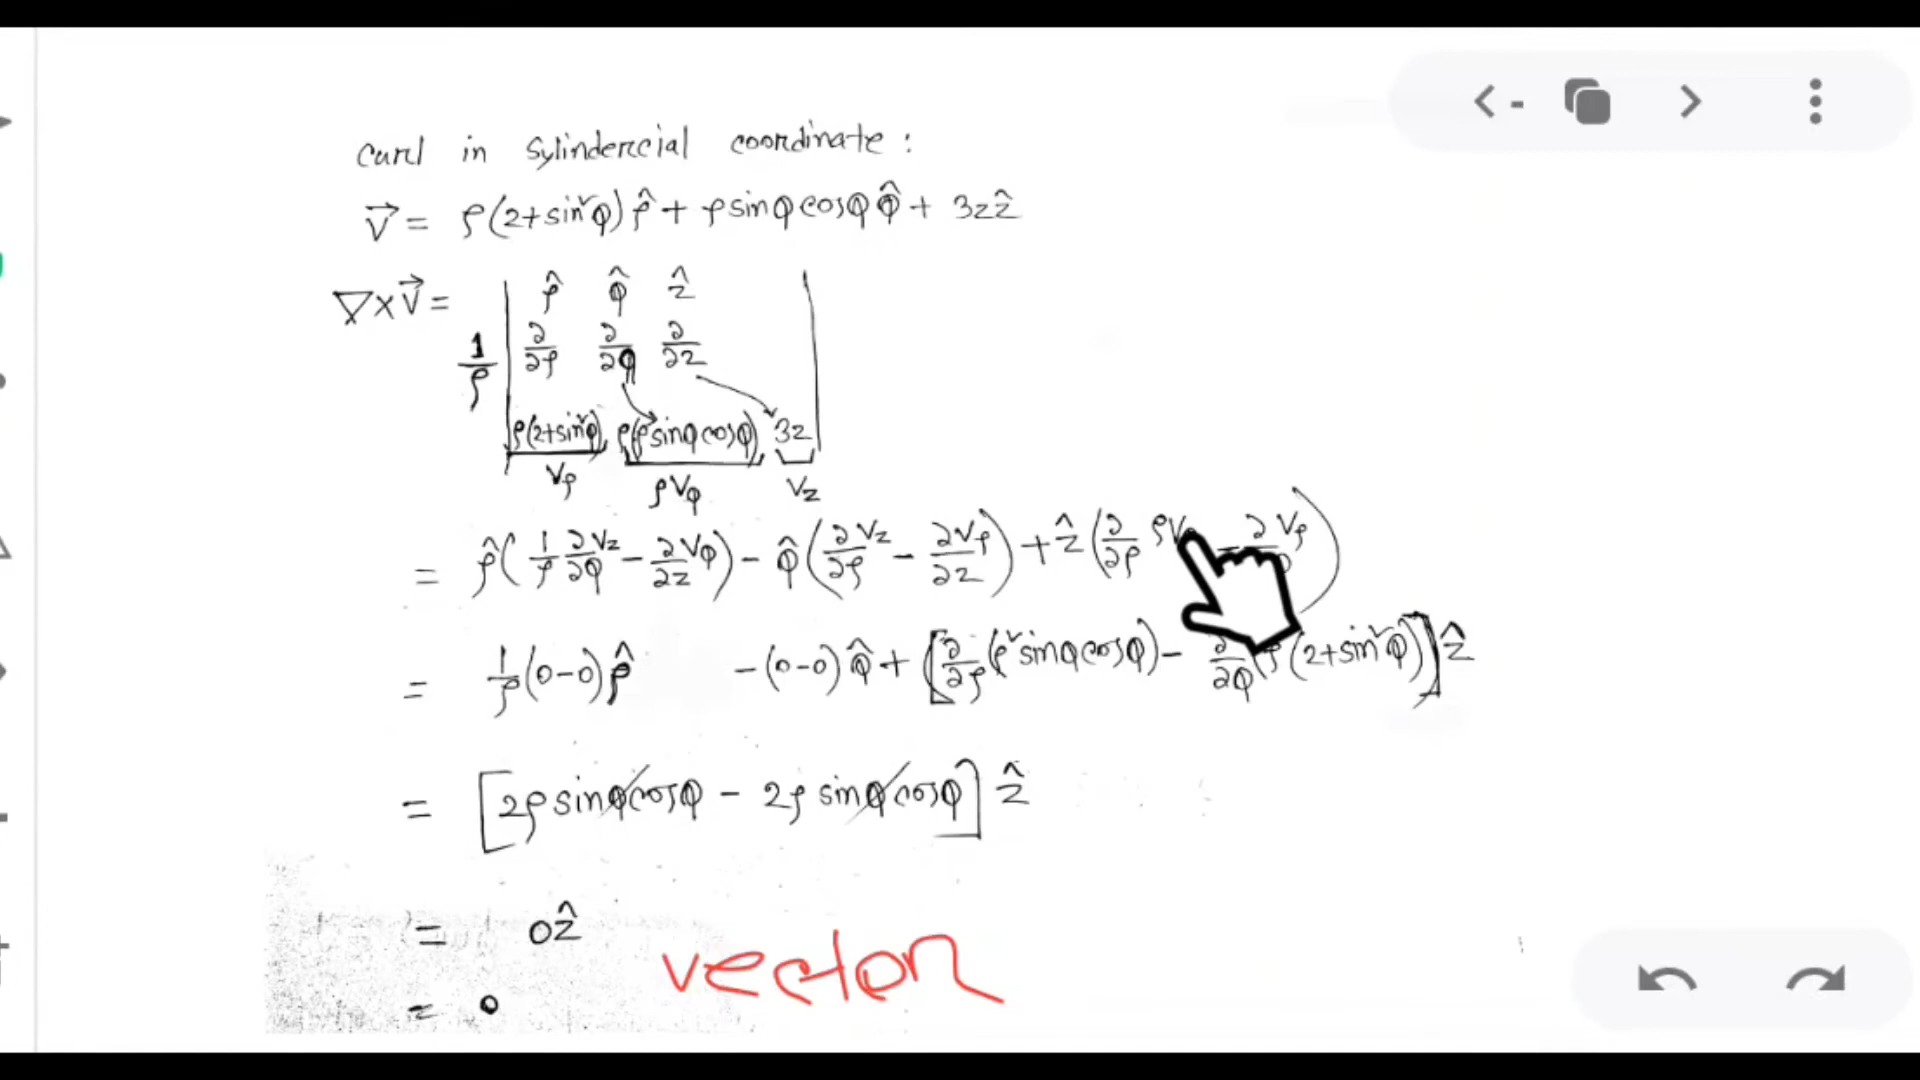 curl in Sylindercial coordinate:
V⃗ = ρ(2+sin²φ) ρ̂ + ρ sinφ cosφ φ̂ + 3z ẑ
∇×V⃗ = 1/ρ | ρ̂ φ̂ ẑ
∂/∂ρ ∂/∂φ ∂/∂z
ρ(2+sin²φ), ρ(ρ sinφ cosφ), 3z |
Vρ ρVφ Vz
= ρ̂( 1/ρ ∂Vz/∂φ − ∂Vφ/∂z ) − φ̂( ∂Vz/∂ρ − ∂Vρ/∂z ) + ẑ( ∂/∂ρ ρV − ∂Vρ )
= 1/ρ (0−0) ρ̂ −(0−0) φ̂ + [ ∂/∂ρ (ρ² sinφ cosφ) − ∂/∂φ (ρ(2+sin²φ)) ] ẑ
= [ 2ρ sinφ cosφ − 2ρ sinφ cosφ ] ẑ
= 0ẑ
= 0
vector